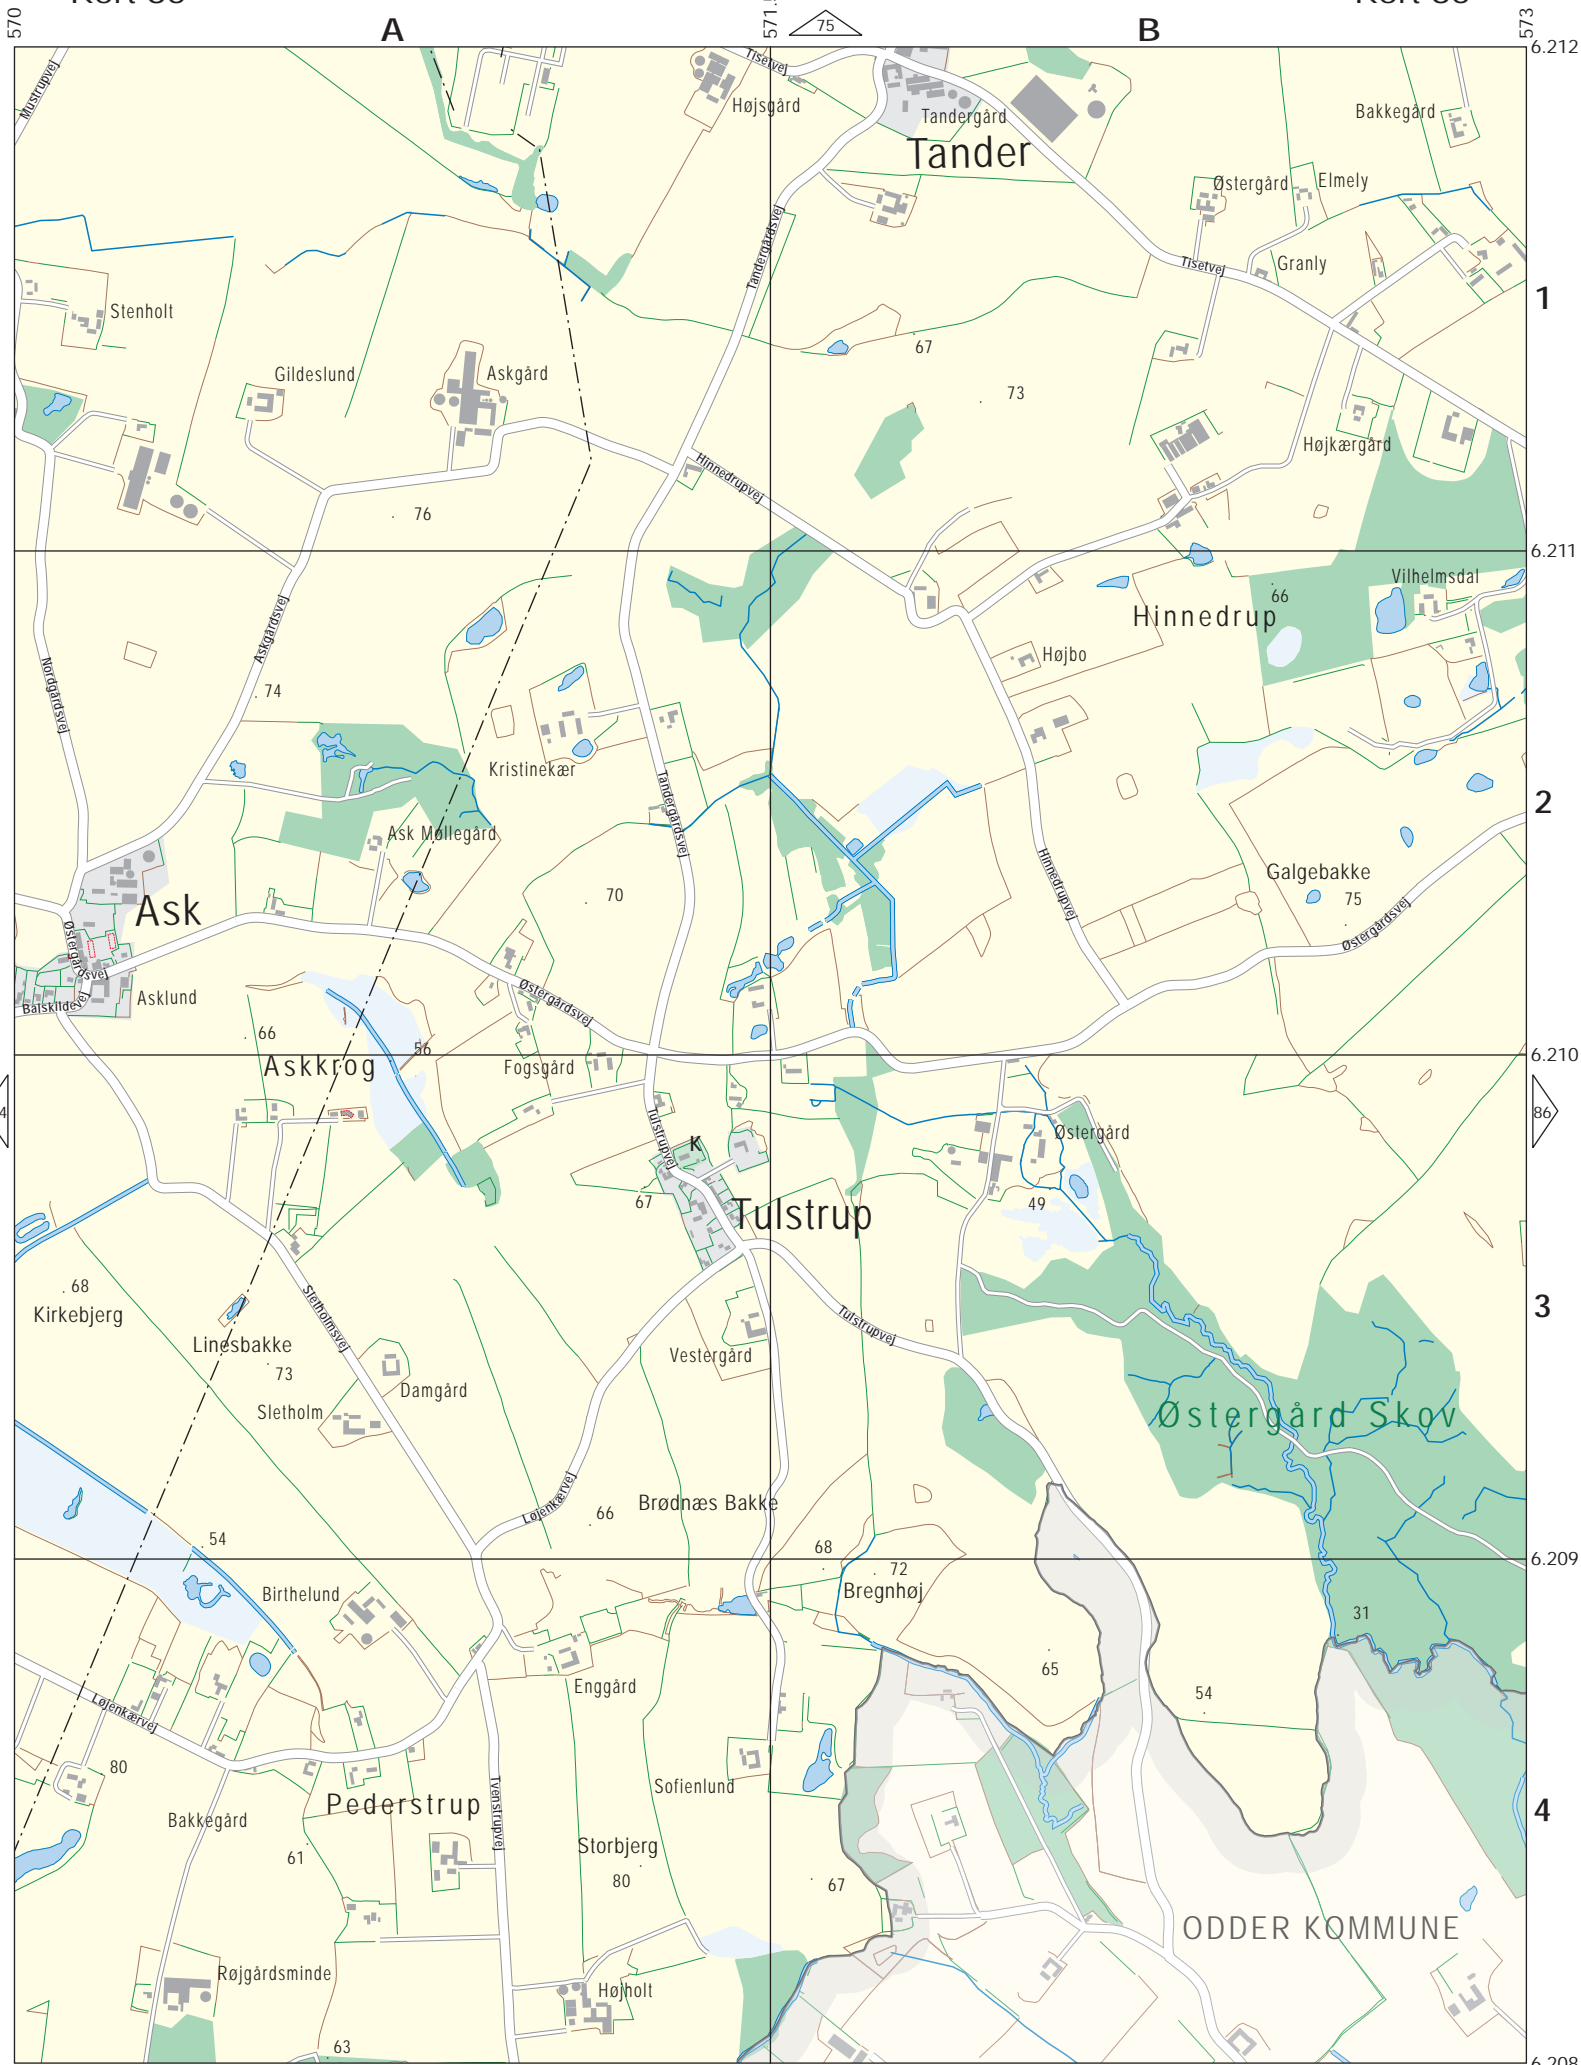 570
A
571.5
75
B
573
6.212
Mustrupvej
Tisetvej
Højsgård
Tandergård
Tander
Bakkegård
Østergård
Elmely
Tandergårdsvej
Tisetvej
Granly
1
Stenholt
67
Gildeslund
Askgård
73
Højkærgård
Hinnedrupvej
76
6.211
Vilhelmsdal
66
Hinnedrup
Askgårdsvej
Højbo
Nordgårdsvej
74
Kristinekær
Tandergårdsvej
2
Ask Møllegård
Hinnedrupvej
Galgebakke
70
75
Ask
Østergårdsvej
Østergårdsvej
Asklund
Balskildevej
Østergårdsvej
66
56
6.210
Askkrog
Fogsgård
86
Tulstrupvej
K
Østergård
67
49
Tulstrup
68
Kirkebjerg
Sletholmsvej
3
Tulstrupvej
Linesbakke
Vestergård
73
Damgård
Sletholm
Østergård Skov
Løjenkærvej
Brødnæs Bakke
66
54
68
6.209
72
Birthelund
Bregnhøj
31
65
Enggård
54
Løjenkærvej
80
Sofienlund
Tvenstrupvej
Pederstrup
Bakkegård
4
Storbjerg
61
80
67
ODDER KOMMUNE
Røjgårdsminde
Højholt
63